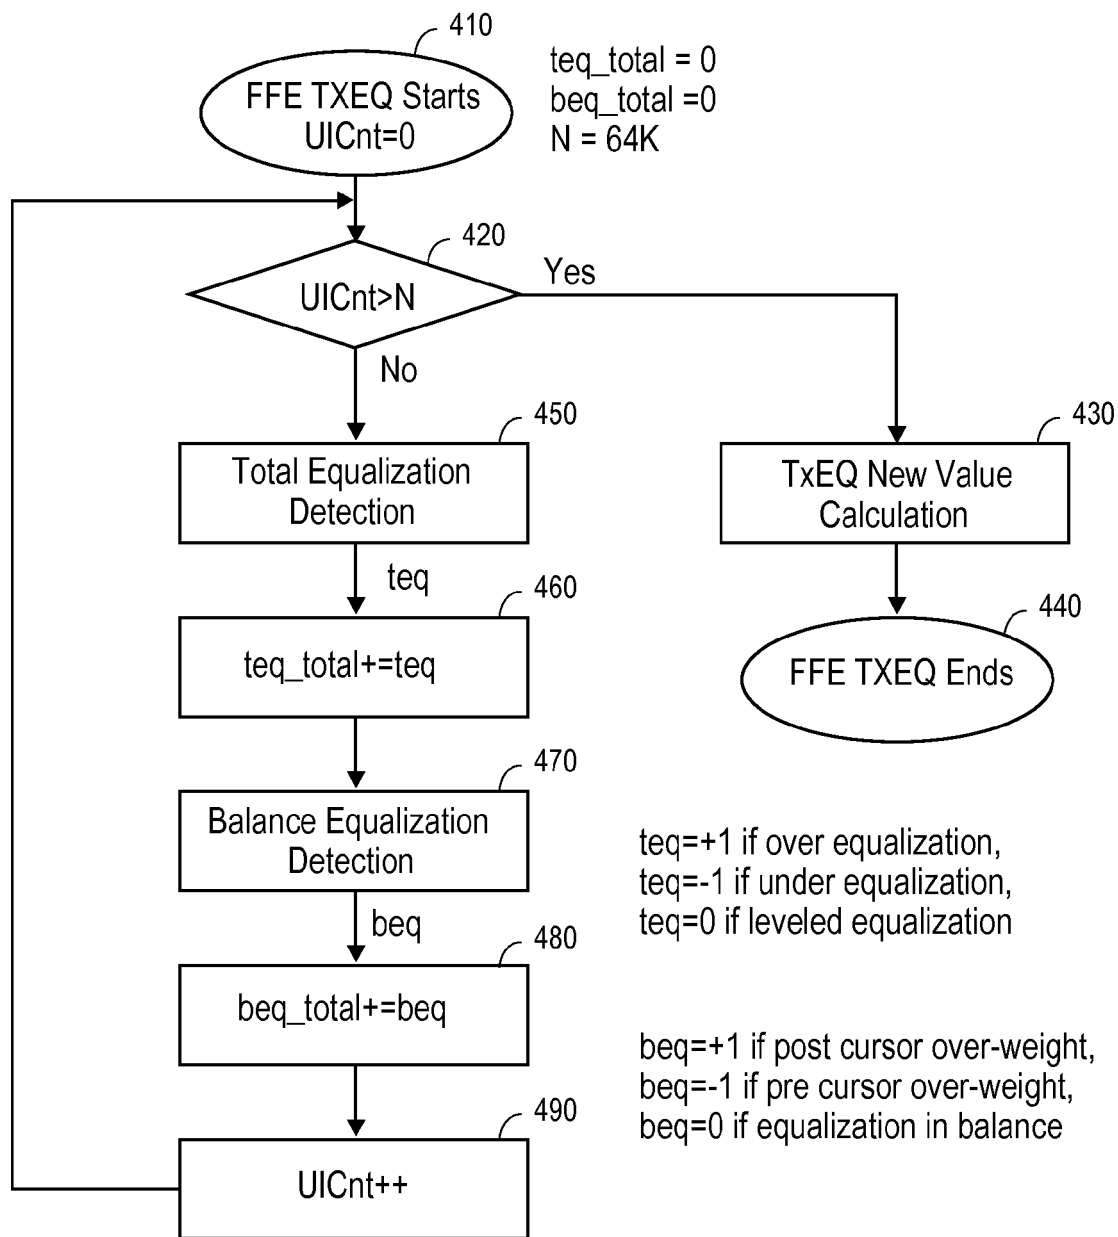 410
FFE TXEQ Starts
UICnt=0
teq_total = 0
beq_total =0
N = 64K
420
UICnt>N
Yes
No
450
Total Equalization
Detection
430
TxEQ New Value
Calculation
teq
460
teq_total+=teq
440
FFE TXEQ Ends
470
Balance Equalization
Detection
teq=+1 if over equalization,
teq=-1 if under equalization,
teq=0 if leveled equalization
beq
480
beq_total+=beq
beq=+1 if post cursor over-weight,
beq=-1 if pre cursor over-weight,
beq=0 if equalization in balance
490
UICnt++